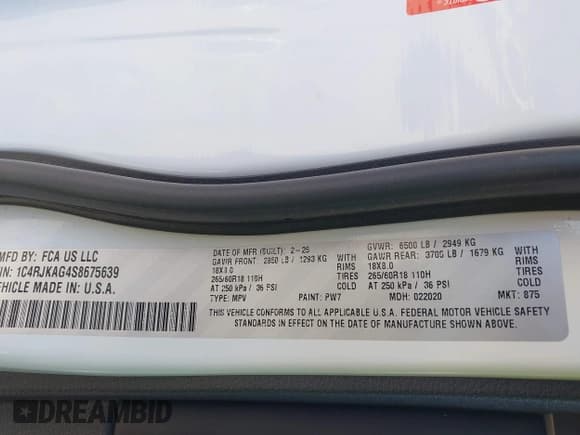 MFD BY: FCA US LLC
VIN: 1C4RJKAG4S8675639
VEHICLE MADE IN: U.S.A.
DATE OF MFR (BUILT): 2-25
GAWR FRONT: 2850 LB / 1293 KG WITH
18X8.0 RIMS
265/60R18 110H TIRES
AT 250 kPa / 36 PSI COLD
TYPE: MPV PAINT: PW7
GVWR: 6500 LB / 2949 KG
GAWR REAR: 3700 LB / 1679 KG WITH
18X8.0 RIMS
265/60R18 110H TIRES
AT 250 kPa / 36 PSI COLD
MDH: 022020 MKT: 875
THIS VEHICLE CONFORMS TO ALL APPLICABLE U.S.A. FEDERAL MOTOR VEHICLE SAFETY
STANDARDS IN EFFECT ON THE DATE OF MANUFACTURE SHOWN ABOVE.
DREAMBID